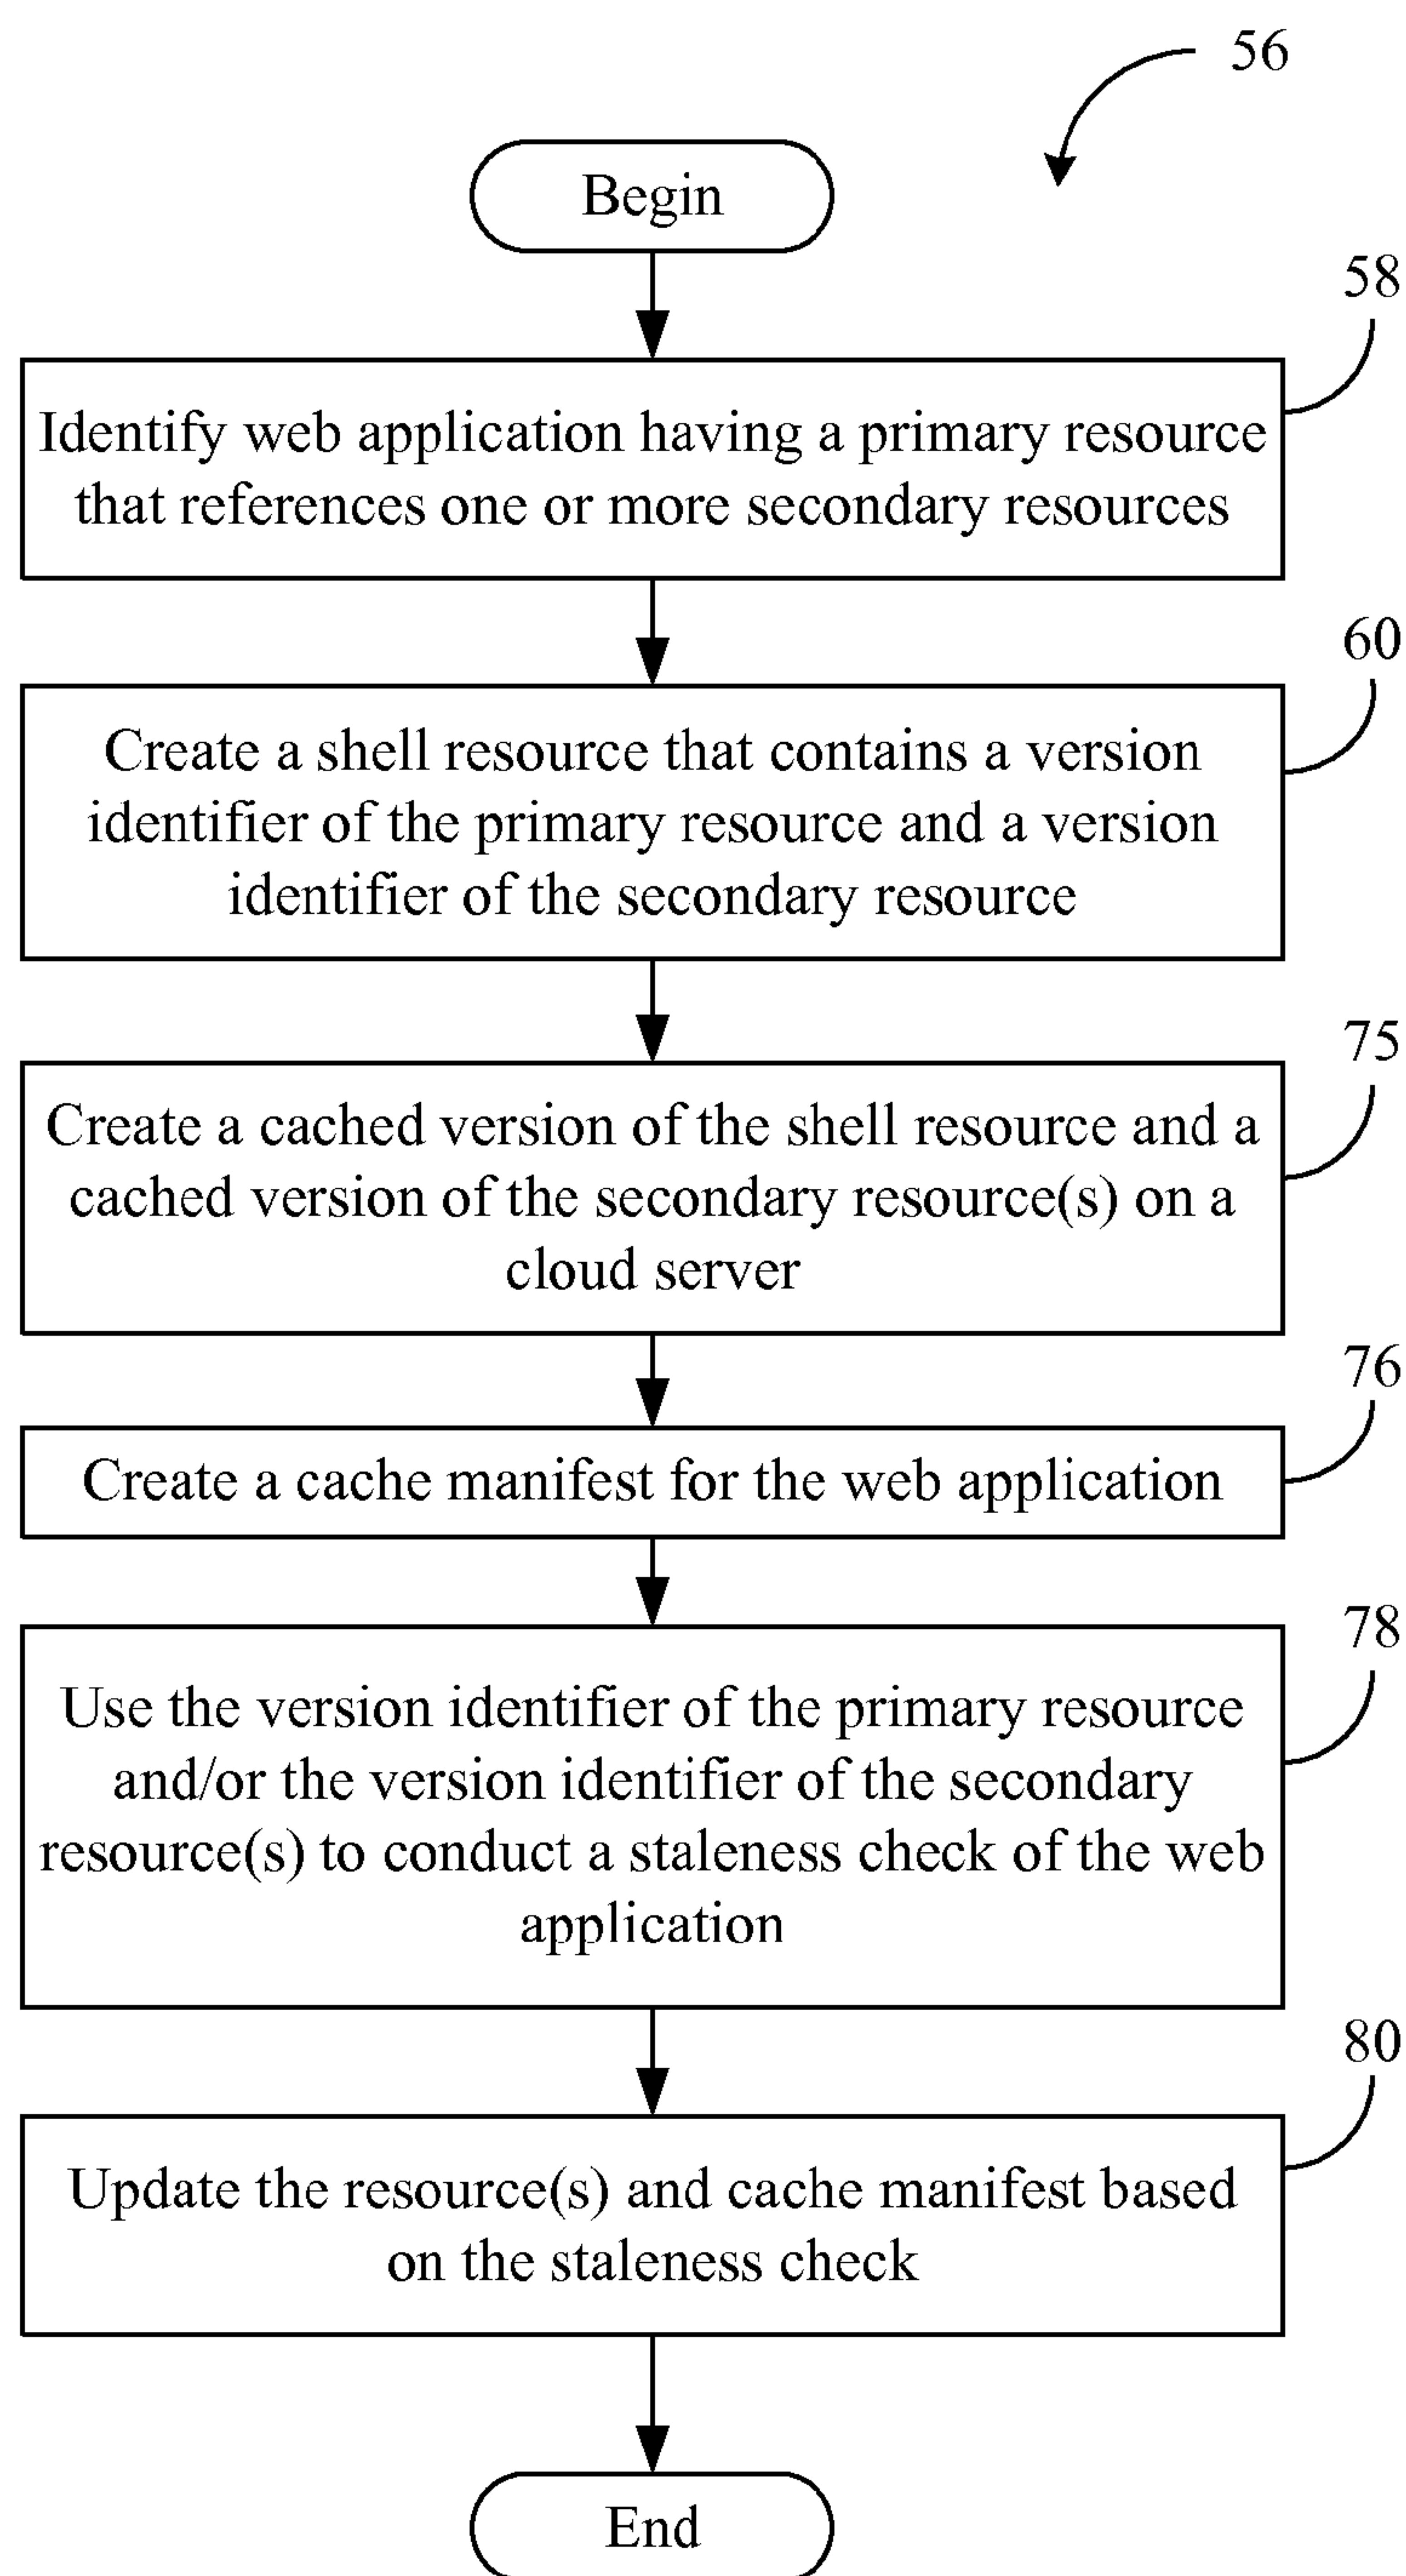 56
Begin
58
Identify web application having a primary resource
that references one or more secondary resources
60
Create a shell resource that contains a version
identifier of the primary resource and a version
identifier of the secondary resource
75
Create a cached version of the shell resource and a
cached version of the secondary resource(s) on a
cloud server
76
Create a cache manifest for the web application
78
Use the version identifier of the primary resource
and/or the version identifier of the secondary
resource(s) to conduct a staleness check of the web
application
80
Update the resource(s) and cache manifest based
on the staleness check
End